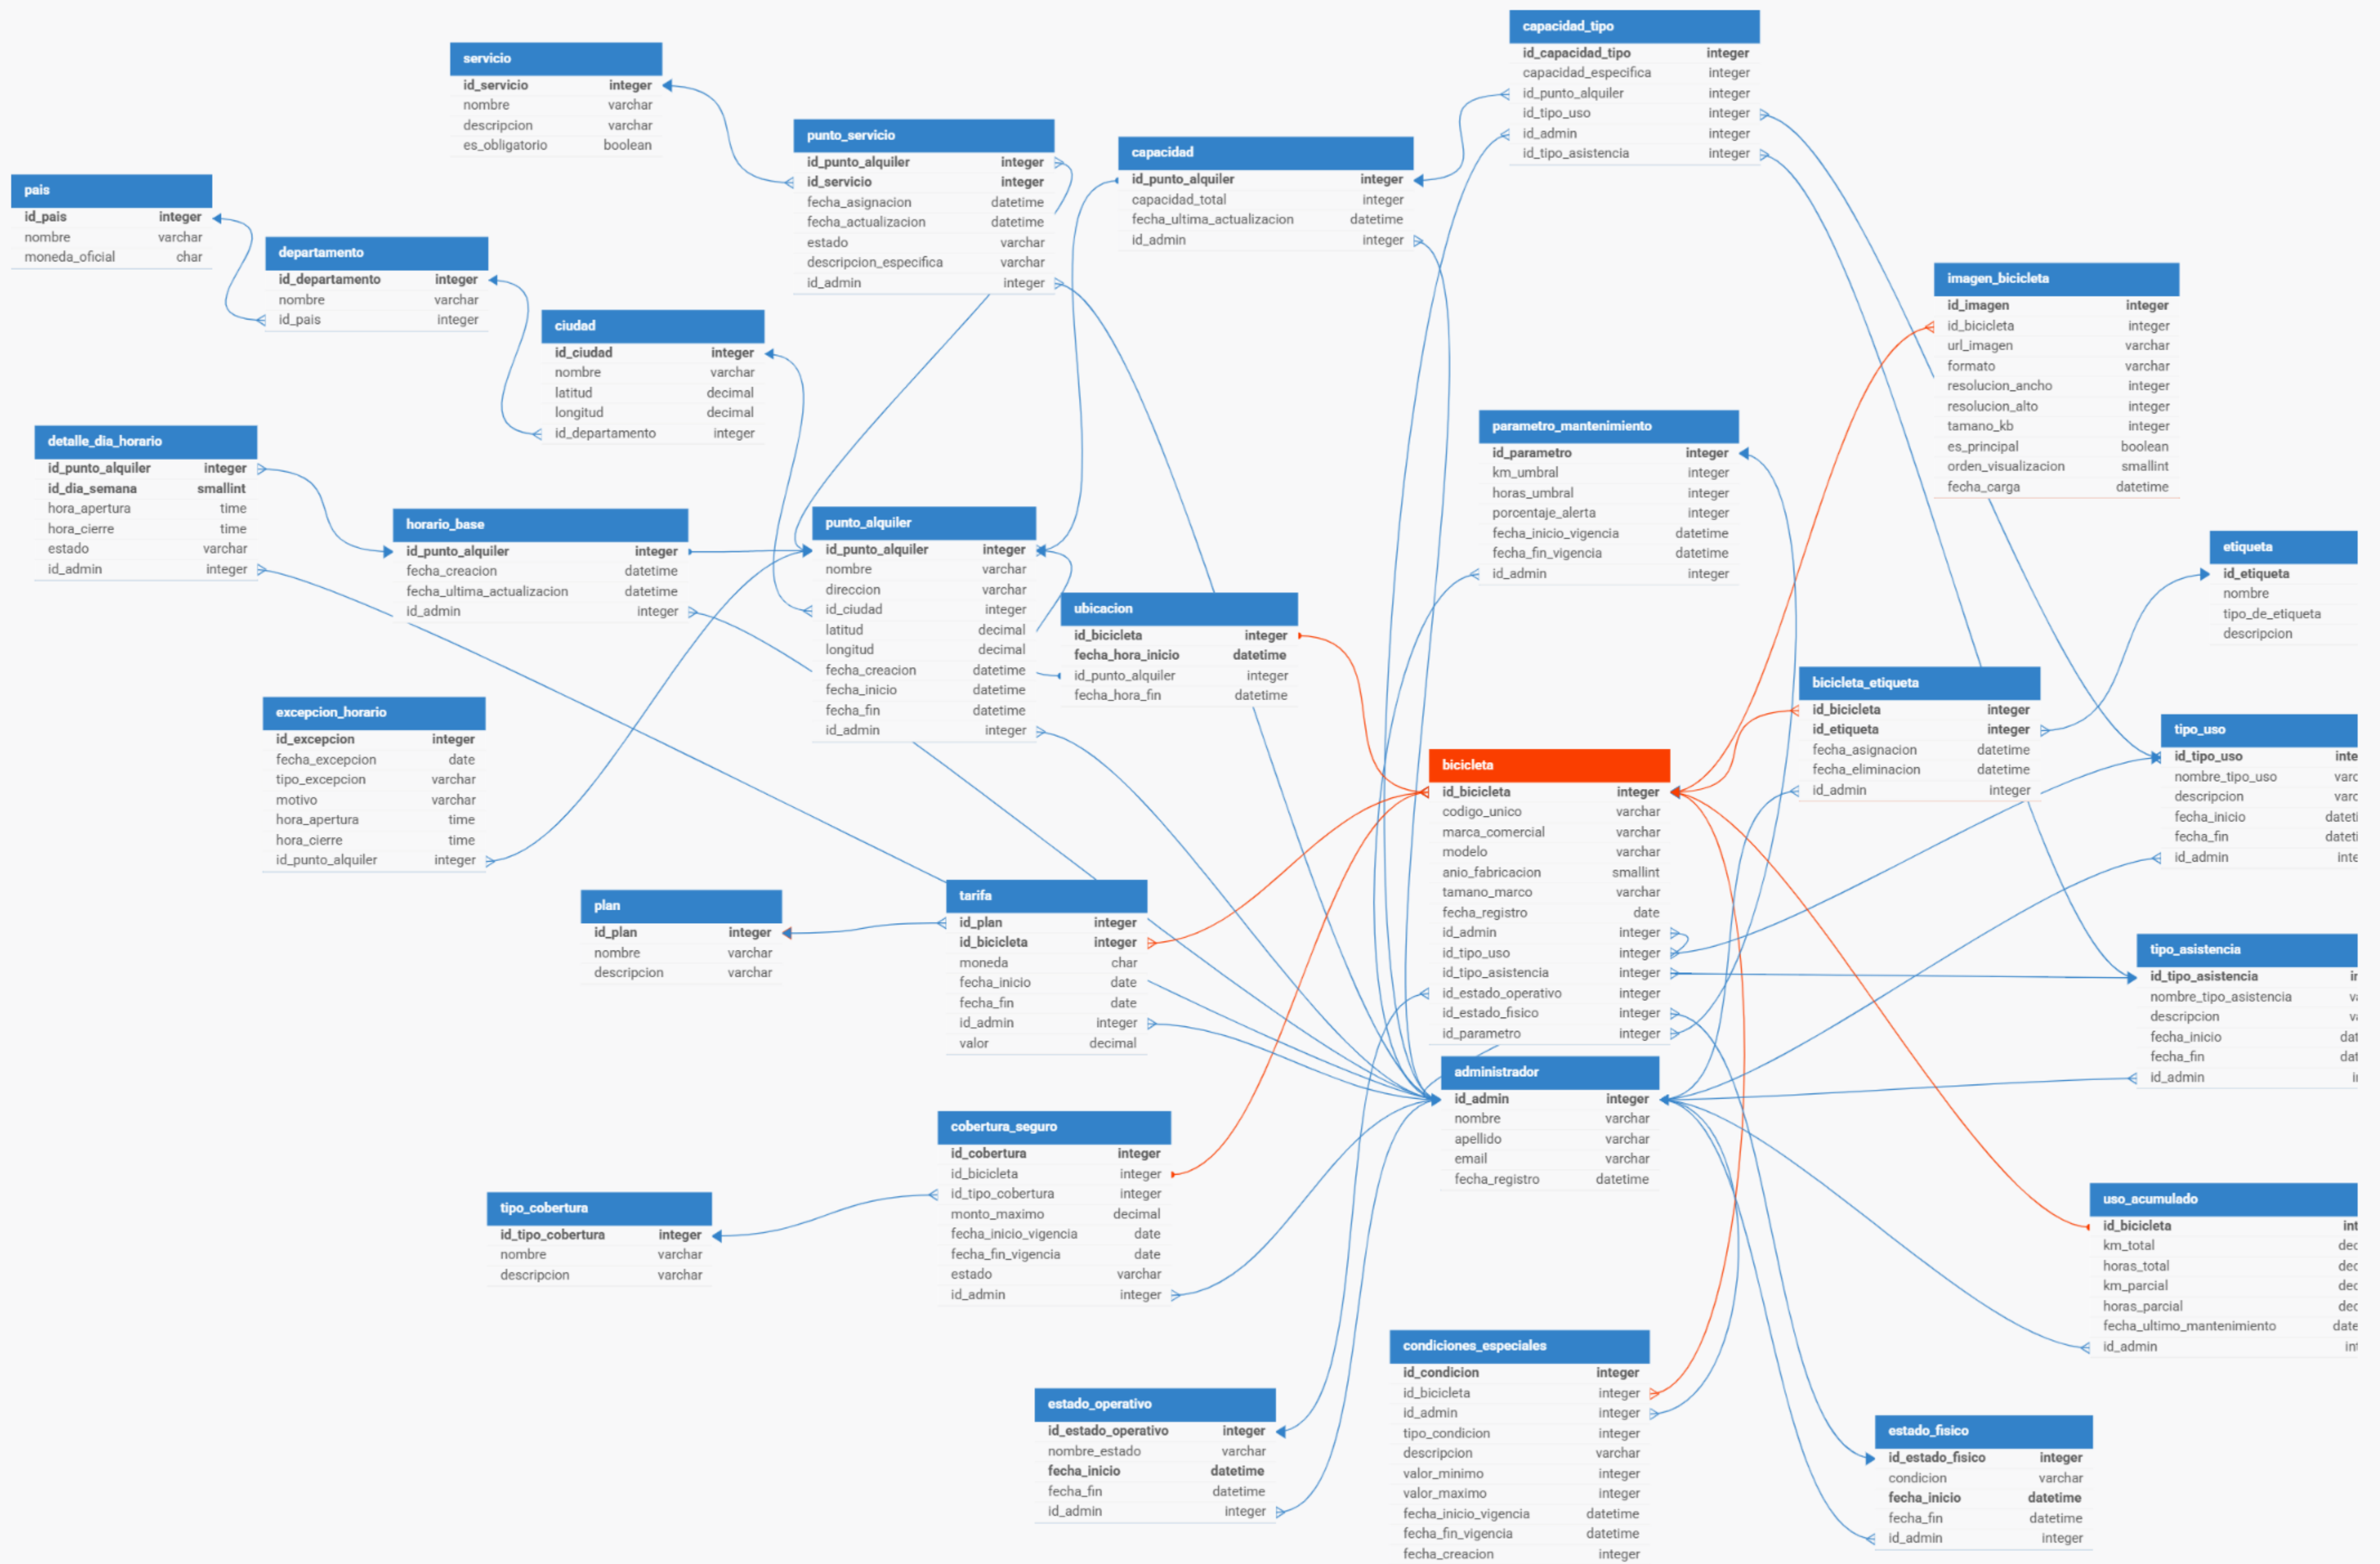 capacidad_tipo
id_capacidad_tipo integer
capacidad_especifica integer
id_punto_alquiler integer
id_tipo_uso integer
id_admin integer
id_tipo_asistencia integer
servicio
id_servicio integer
nombre varchar
descripcion varchar
es_obligatorio boolean
punto_servicio
id_punto_alquiler integer
id_servicio integer
fecha_asignacion datetime
fecha_actualizacion datetime
estado varchar
descripcion_especifica varchar
id_admin integer
capacidad
id_punto_alquiler integer
capacidad_total integer
fecha_ultima_actualizacion datetime
id_admin integer
pais
id_pais integer
nombre varchar
moneda_oficial char
departamento
id_departamento integer
nombre varchar
id_pais integer
ciudad
id_ciudad integer
nombre varchar
latitud decimal
longitud decimal
id_departamento integer
imagen_bicicleta
id_imagen integer
id_bicicleta integer
url_imagen varchar
formato varchar
resolucion_ancho integer
resolucion_alto integer
tamano_kb integer
es_principal boolean
orden_visualizacion smallint
fecha_carga datetime
detalle_dia_horario
id_punto_alquiler integer
id_dia_semana smallint
hora_apertura time
hora_cierre time
estado varchar
id_admin integer
parametro_mantenimiento
id_parametro integer
km_umbral integer
horas_umbral integer
porcentaje_alerta integer
fecha_inicio_vigencia datetime
fecha_fin_vigencia datetime
id_admin integer
horario_base
id_punto_alquiler integer
fecha_creacion datetime
fecha_ultima_actualizacion datetime
id_admin integer
punto_alquiler
id_punto_alquiler integer
nombre varchar
direccion varchar
id_ciudad integer
latitud decimal
longitud decimal
fecha_creacion datetime
fecha_inicio datetime
fecha_fin datetime
id_admin integer
ubicacion
id_bicicleta integer
fecha_hora_inicio datetime
id_punto_alquiler integer
fecha_hora_fin datetime
etiqueta
id_etiqueta
nombre
tipo_de_etiqueta
descripcion
bicicleta_etiqueta
id_bicicleta integer
id_etiqueta integer
fecha_asignacion datetime
fecha_eliminacion datetime
id_admin integer
excepcion_horario
id_excepcion integer
fecha_excepcion date
tipo_excepcion varchar
motivo varchar
hora_apertura time
hora_cierre time
id_punto_alquiler integer
tipo_uso
id_tipo_uso inte
nombre_tipo_uso varc
descripcion varc
fecha_inicio dateti
fecha_fin dateti
id_admin inte
bicicleta
id_bicicleta integer
codigo_unico varchar
marca_comercial varchar
modelo varchar
anio_fabricacion smallint
tamano_marco varchar
fecha_registro date
id_admin integer
id_tipo_uso integer
id_tipo_asistencia integer
id_estado_operativo integer
id_estado_fisico integer
id_parametro integer
plan
id_plan integer
nombre varchar
descripcion varchar
tarifa
id_plan integer
id_bicicleta integer
moneda char
fecha_inicio date
fecha_fin date
id_admin integer
valor decimal
tipo_asistencia
id_tipo_asistencia
nombre_tipo_asistencia
descripcion
fecha_inicio dat
fecha_fin dat
id_admin
administrador
id_admin integer
nombre varchar
apellido varchar
email varchar
fecha_registro datetime
cobertura_seguro
id_cobertura integer
id_bicicleta integer
id_tipo_cobertura integer
monto_maximo decimal
fecha_inicio_vigencia date
fecha_fin_vigencia date
estado varchar
id_admin integer
tipo_cobertura
id_tipo_cobertura integer
nombre varchar
descripcion varchar
uso_acumulado
id_bicicleta int
km_total dec
horas_total dec
km_parcial dec
horas_parcial dec
fecha_ultimo_mantenimiento date
id_admin int
condiciones_especiales
id_condicion integer
id_bicicleta integer
id_admin integer
tipo_condicion integer
descripcion varchar
valor_minimo integer
valor_maximo integer
fecha_inicio_vigencia datetime
fecha_fin_vigencia datetime
fecha_creacion integer
estado_operativo
id_estado_operativo integer
nombre_estado varchar
fecha_inicio datetime
fecha_fin datetime
id_admin integer
estado_fisico
id_estado_fisico integer
condicion varchar
fecha_inicio datetime
fecha_fin datetime
id_admin integer